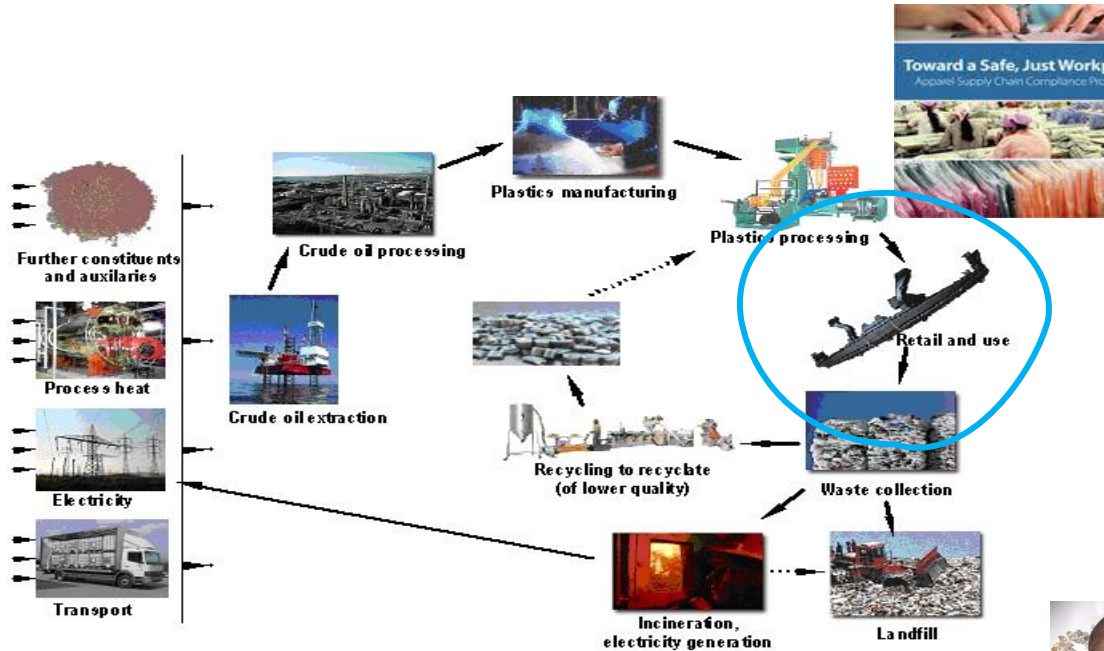 Toward a Safe, Just
Apparel Supply Chain Compliance
Plastics manufacturing
Crude oil processing
Plastics processing
Further constituents
and auxilaries
Retail and use
Process heat
Crude oil extraction
Recycling to recyclate
(of lower quality)
Waste collection
Electricity
Transport
Incineration,
electricity generation
Landfill